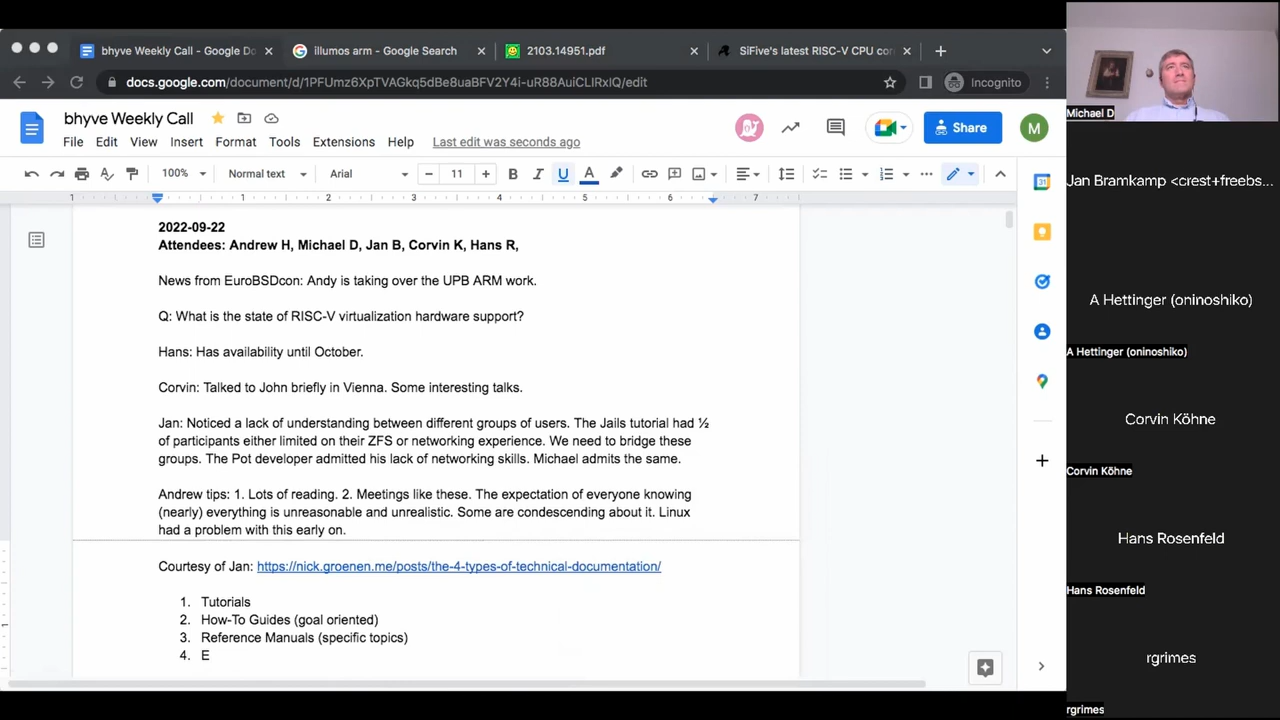 bhyve Weekly Call - Google Do
illumos arm - Google Search
2103.14951.pdf
SiFive's latest RISC-V CPU cor
docs.google.com/document/d/1PFUmz6XpTVAGkq5dBe8uaBFV2Y4i-uR88AuiCLIRxIQ/edit
Incognito
bhyve Weekly Call
Share
M
File Edit View Insert Format Tools Extensions Help Last edit was seconds ago
100% Normal text Arial 11 B I U A
1 1 2 3 4 5 6 7
2022-09-22
Attendees: Andrew H, Michael D, Jan B, Corvin K, Hans R,
News from EuroBSDcon: Andy is taking over the UPB ARM work.
Q: What is the state of RISC-V virtualization hardware support?
Hans: Has availability until October.
Corvin: Talked to John briefly in Vienna. Some interesting talks.
Jan: Noticed a lack of understanding between different groups of users. The Jails tutorial had ½
of participants either limited on their ZFS or networking experience. We need to bridge these
groups. The Pot developer admitted his lack of networking skills. Michael admits the same.
Andrew tips: 1. Lots of reading. 2. Meetings like these. The expectation of everyone knowing
(nearly) everything is unreasonable and unrealistic. Some are condescending about it. Linux
had a problem with this early on.
Courtesy of Jan: https://nick.groenen.me/posts/the-4-types-of-technical-documentation/
1. Tutorials
2. How-To Guides (goal oriented)
3. Reference Manuals (specific topics)
4. E
1
31
Michael D
Jan Bramkamp <crest+freebs...
A Hettinger (oninoshiko)
A Hettinger (oninoshiko)
Corvin Köhne
Corvin Köhne
Hans Rosenfeld
Hans Rosenfeld
rgrimes
rgrimes